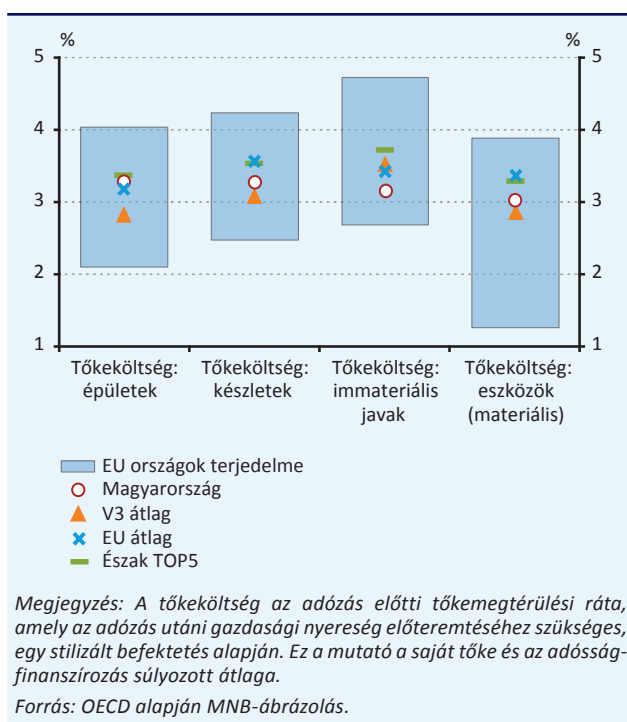 % %
5 5
4 4
3 3
2 2
1 1
Tőkeköltség: Tőkeköltség: Tőkeköltség: Tőkeköltség:
épületek készletek immateriális eszközök
javak (materiális)
EU országok terjedelme
Magyarország
V3 átlag
EU átlag
Észak TOP5
Megjegyzés: A tőkeköltség az adózás előtti tőkemegtérülési ráta,
amely az adózás utáni gazdasági nyereség előteremtéséhez szükséges,
egy stilizált befektetés alapján. Ez a mutató a saját tőke és az adósság-
finanszírozás súlyozott átlaga.
Forrás: OECD alapján MNB-ábrázolás.